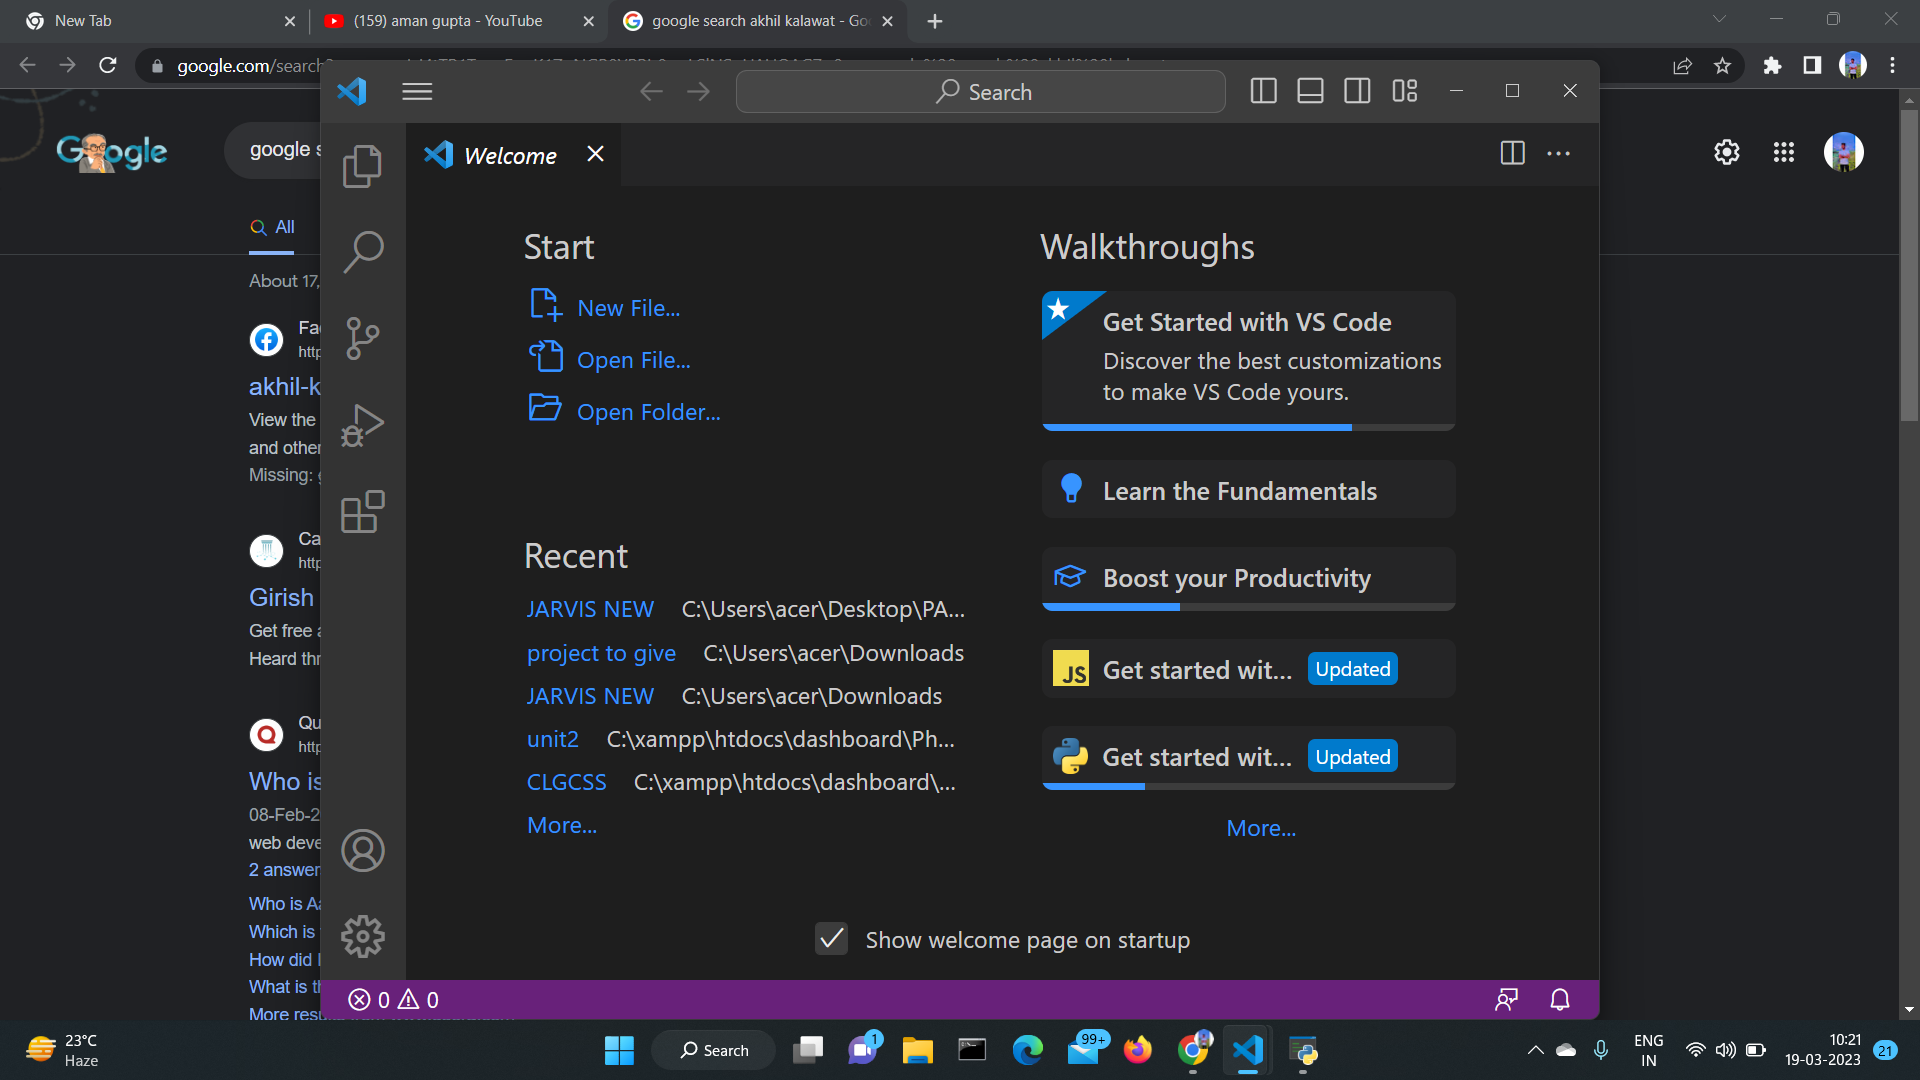 New Tab
(159) aman gupta - YouTube
google search akhil kalawat - Goo
google.com/search?
Search
Google
google s
Welcome
All
About 17,
Start
Walkthroughs
New File...
Open File...
Open Folder...
Get Started with VS Code
Discover the best customizations
to make VS Code yours.
Fac
http
akhil-k
View the
and other
Missing: g
Learn the Fundamentals
Ca
http
Recent
Boost your Productivity
Girish
JARVIS NEW C:\Users\acer\Desktop\PA...
Get free a
Heard thr
project to give C:\Users\acer\Downloads
JS
Get started wit... Updated
JARVIS NEW C:\Users\acer\Downloads
Qu
http
unit2 C:\xampp\htdocs\dashboard\Ph...
Get started wit... Updated
Who is
CLGCSS C:\xampp\htdocs\dashboard\...
08-Feb-2
More...
More...
web deve
2 answer
Who is Aa
Which is
How did I
What is th
More res
Show welcome page on startup
0 0
23°C
Haze
Search
1
99+
ENG
IN
10:21
19-03-2023
21